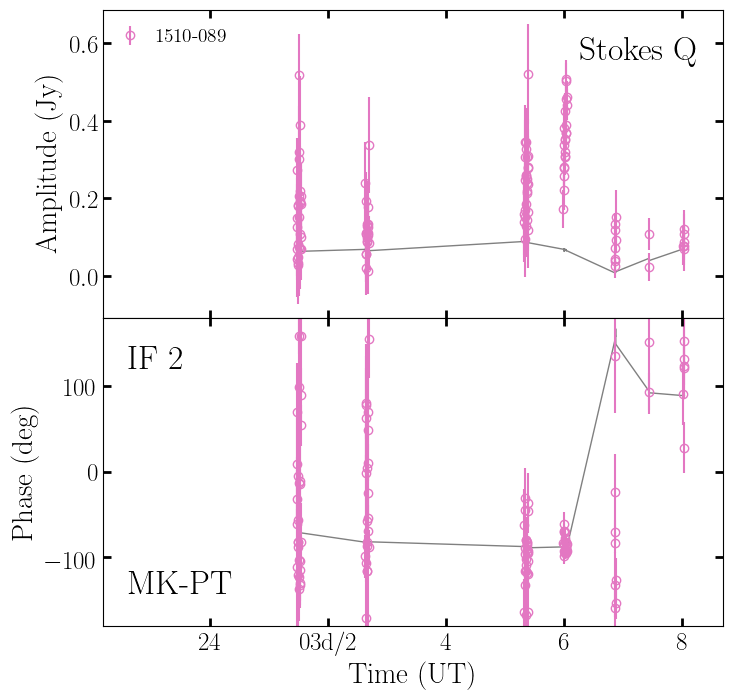 1510-089
Stokes Q
0.6
0.4
0.2
0.0
Amplitude (Jy)
IF 2
100
0
−100
Phase (deg)
MK-PT
24 03d/2 4 6 8
Time (UT)